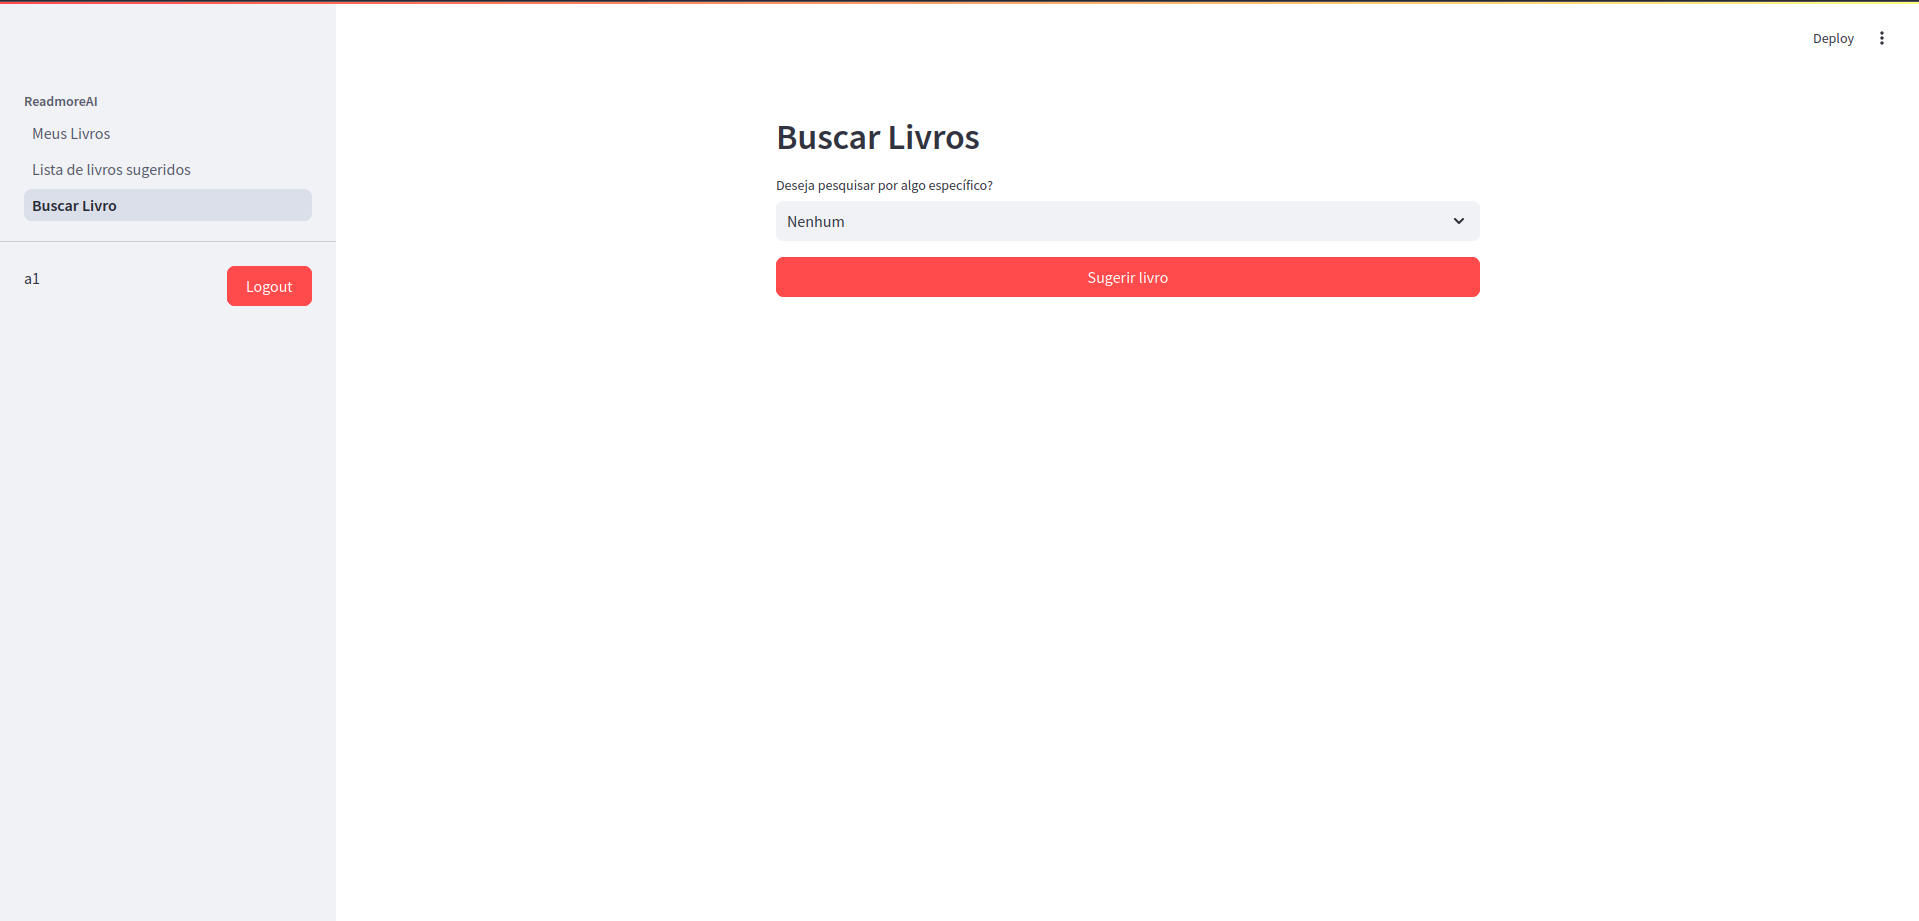 Deploy
ReadmoreAI
Meus Livros
Lista de livros sugeridos
Buscar Livro
a1
Logout
Buscar Livros
Deseja pesquisar por algo específico?
Nenhum
Sugerir livro